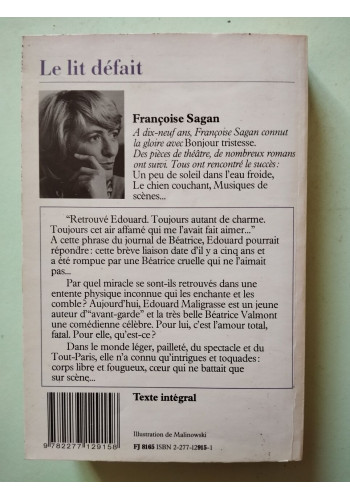 Le lit défait
Françoise Sagan
A dix-neuf ans, Françoise Sagan connut
la gloire avec Bonjour tristesse.
Des pièces de théâtre, de nombreux romans
ont suivi. Tous ont rencontré le succès :
Un peu de soleil dans l'eau froide,
Le chien couchant, Musiques de
scènes...
“Retrouvé Edouard. Toujours autant de charme.
Toujours cet air affamé qui me l'avait fait aimer...”
A cette phrase du journal de Béatrice, Edouard pourrait
répondre : cette brève liaison date d'il y a cinq ans et
a été rompue par une Béatrice cruelle qui ne l'aimait
pas...
Par quel miracle se sont-ils retrouvés dans une
entente physique inconnue qui les enchante et les
comble ? Aujourd'hui, Edouard Maligrasse est un jeune
auteur d'“avant-garde” et la très belle Béatrice Valmont
une comédienne célèbre. Pour lui, c'est l'amour total,
fatal. Pour elle, qu'est-ce ?
Dans le monde léger, pailleté, du spectacle et du
Tout-Paris, elle n'a connu qu'intrigues et toquades :
corps libre et fougueux, cœur qui ne battait que
sur scène...
Texte intégral
Illustration de Malinowski
9782277129158
FJ 8105 ISBN 2-277-12915-1